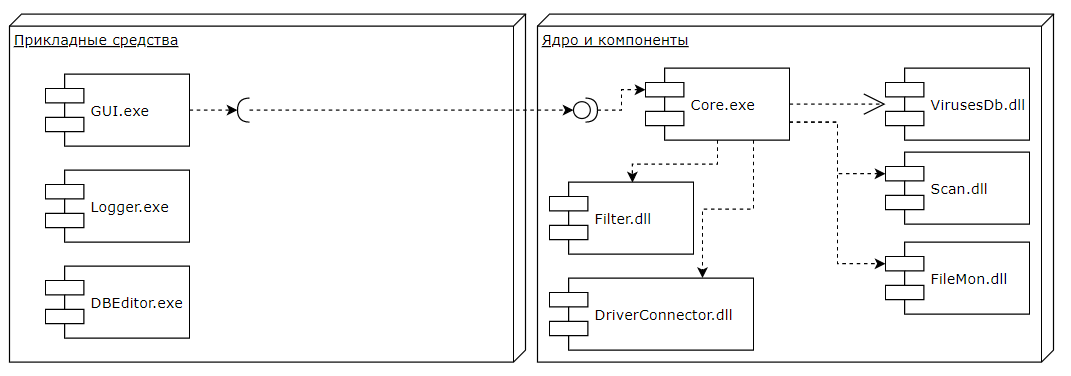 Прикладные средства
GUI.exe
Logger.exe
DBEditor.exe
Ядро и компоненты
Core.exe
VirusesDb.dll
Scan.dll
Filter.dll
FileMon.dll
DriverConnector.dll